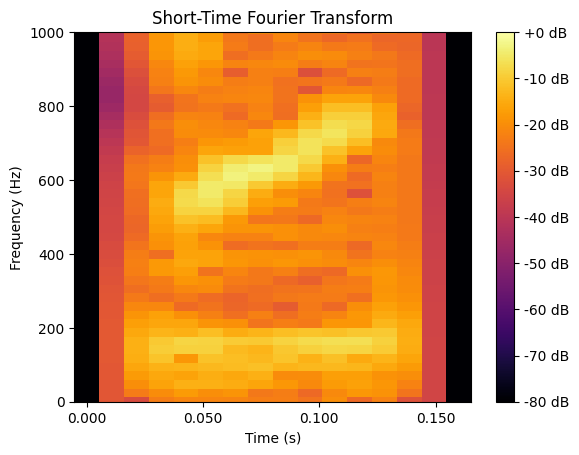 Short-Time Fourier Transform
1000
800
600
400
200
0
Frequency (Hz)
0.000
0.050
0.100
0.150
Time (s)
+0 dB
-10 dB
-20 dB
-30 dB
-40 dB
-50 dB
-60 dB
-70 dB
-80 dB